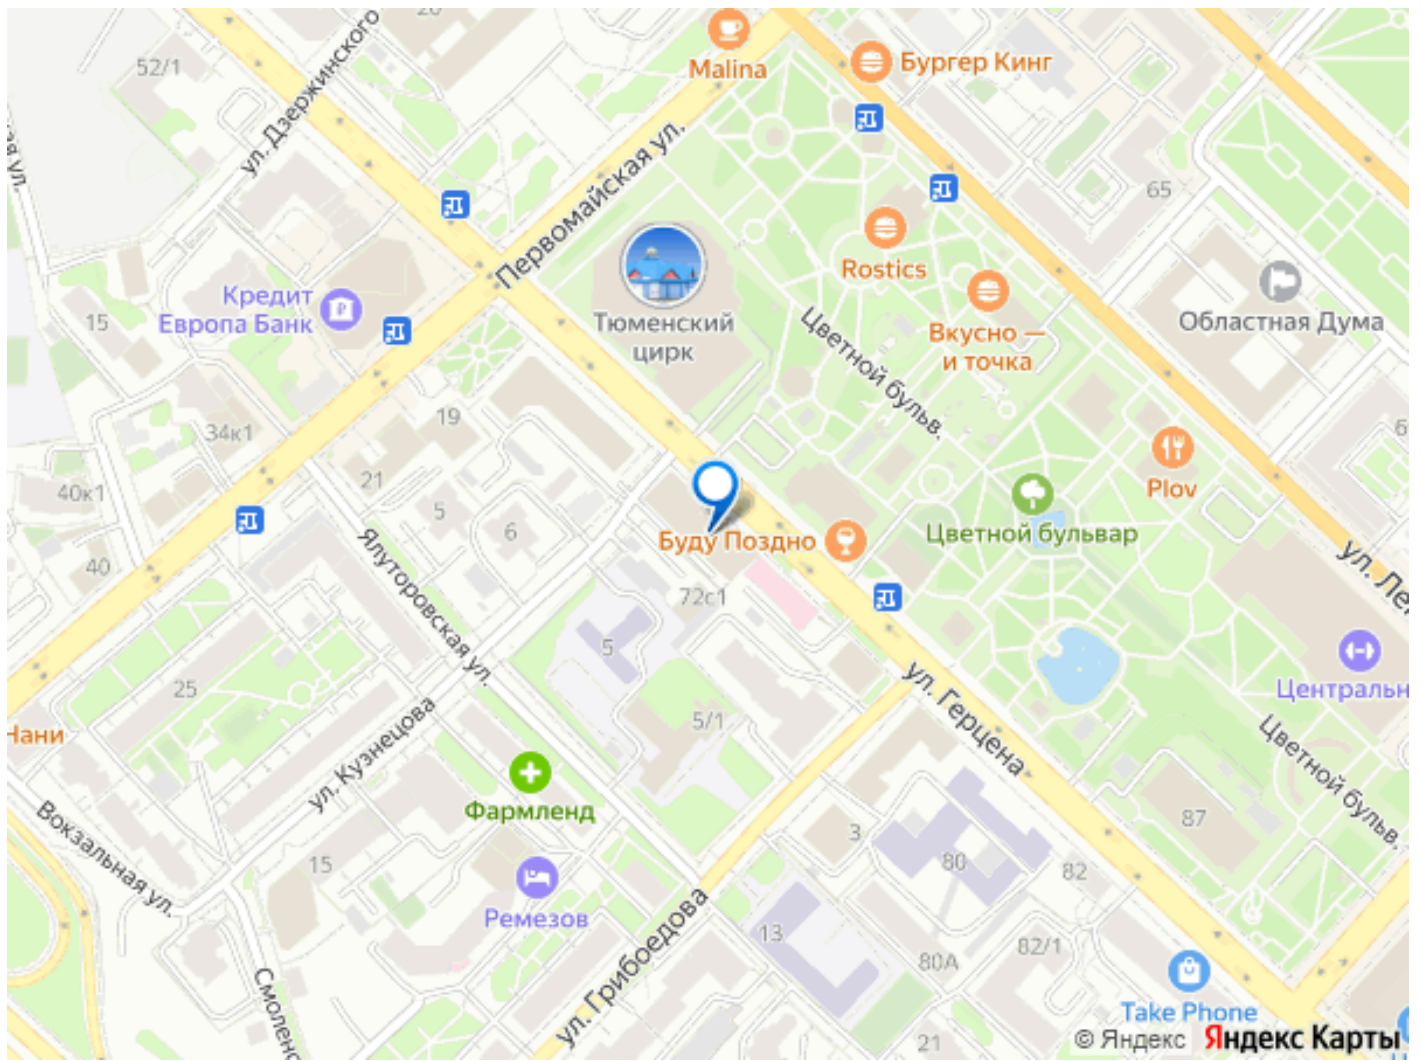 52/1
ул. Дзержинского
Malina
Бургер Кинг
Первомайская ул.
65
Rostics
Кредит
Европа Банк
15
Тюменский
цирк
Цветной бульв.
Вкусно —
и точка
Областная Дума
19
34к1
21
40к1
5
6
40
Plov
Буду Поздно
Цветной бульвар
72с1
Ялуторовская ул.
5
25
5/1
ул. Герцена
Центральн
Нани
ул. Кузнецова
Фармленд
Цветной бульв.
Вокзальная ул.
15
3
80
82
87
Ремезов
ул. Грибоедова
13
80А
82/1
Смоленс
Take Phone
21
© Яндекс Яндекс Карты